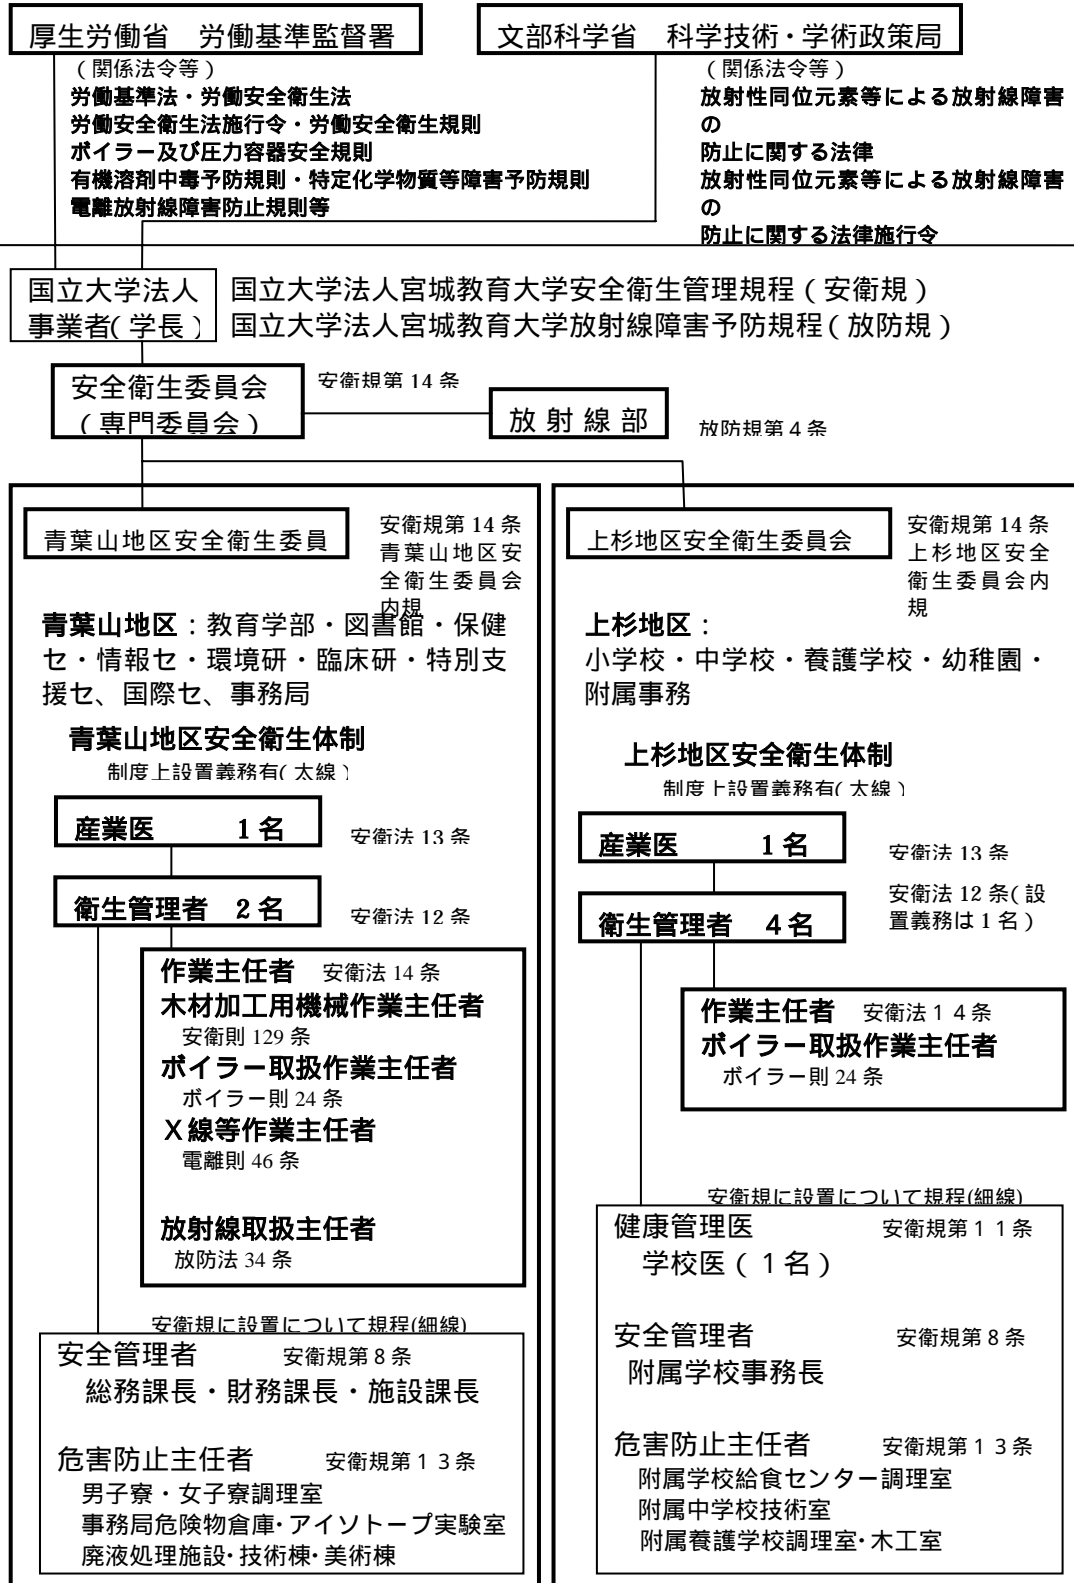 厚生労働省　労働基準監督署
（関係法令等）
労働基準法・労働安全衛生法
労働安全衛生法施行令・労働安全衛生規則
ボイラー及び圧力容器安全規則
有機溶剤中毒予防規則・特定化学物質等障害予防規則
電離放射線障害防止規則等
文部科学省　科学技術・学術政策局
（関係法令等）
放射性同位元素等による放射線障害
の
防止に関する法律
放射性同位元素等による放射線障害
の
防止に関する法律施行令
国立大学法人
事業者（学長）
国立大学法人宮城教育大学安全衛生管理規程（安衛規）
国立大学法人宮城教育大学放射線障害予防規程（放防規）
安全衛生委員会
（専門委員会）
安衛規第 14 条
放 射 線 部
放防規第４条
青葉山地区安全衛生委員
安衛規第 14 条
青葉山地区安
全衛生委員会
内規
青葉山地区：教育学部・図書館・保健
セ・情報セ・環境研・臨床研・特別支
援セ、国際セ、事務局
青葉山地区安全衛生体制
制度上設置義務有（太線）
産業医　　1 名
安衛法 13 条
衛生管理者　2 名
安衛法 12 条
作業主任者　安衛法 14 条
木材加工用機械作業主任者
安衛則 129 条
ボイラー取扱作業主任者
ボイラー則 24 条
Ｘ線等作業主任者
電離則 46 条
放射線取扱主任者
放防法 34 条
安衛規に設置について規程(細線)
安全管理者　　安衛規第８条
総務課長・財務課長・施設課長
危害防止主任者　　安衛規第１３条
男子寮・女子寮調理室
事務局危険物倉庫・アイソトープ実験室
廃液処理施設・技術棟・美術棟
上杉地区安全衛生委員会
安衛規第 14 条
上杉地区安全
衛生委員会内
規
上杉地区：
小学校・中学校・養護学校・幼稚園・
附属事務
上杉地区安全衛生体制
制度上設置義務有（太線）
産業医　　1 名
安衛法 13 条
衛生管理者　４名
安衛法 12 条（設
置義務は 1 名）
作業主任者　安衛法１４条
ボイラー取扱作業主任者
ボイラー則 24 条
安衛規に設置について規程(細線)
健康管理医　　安衛規第１１条
学校医（１名）
安全管理者　　安衛規第８条
附属学校事務長
危害防止主任者　　安衛規第１３条
附属学校給食センター調理室
附属中学校技術室
附属養護学校調理室・木工室